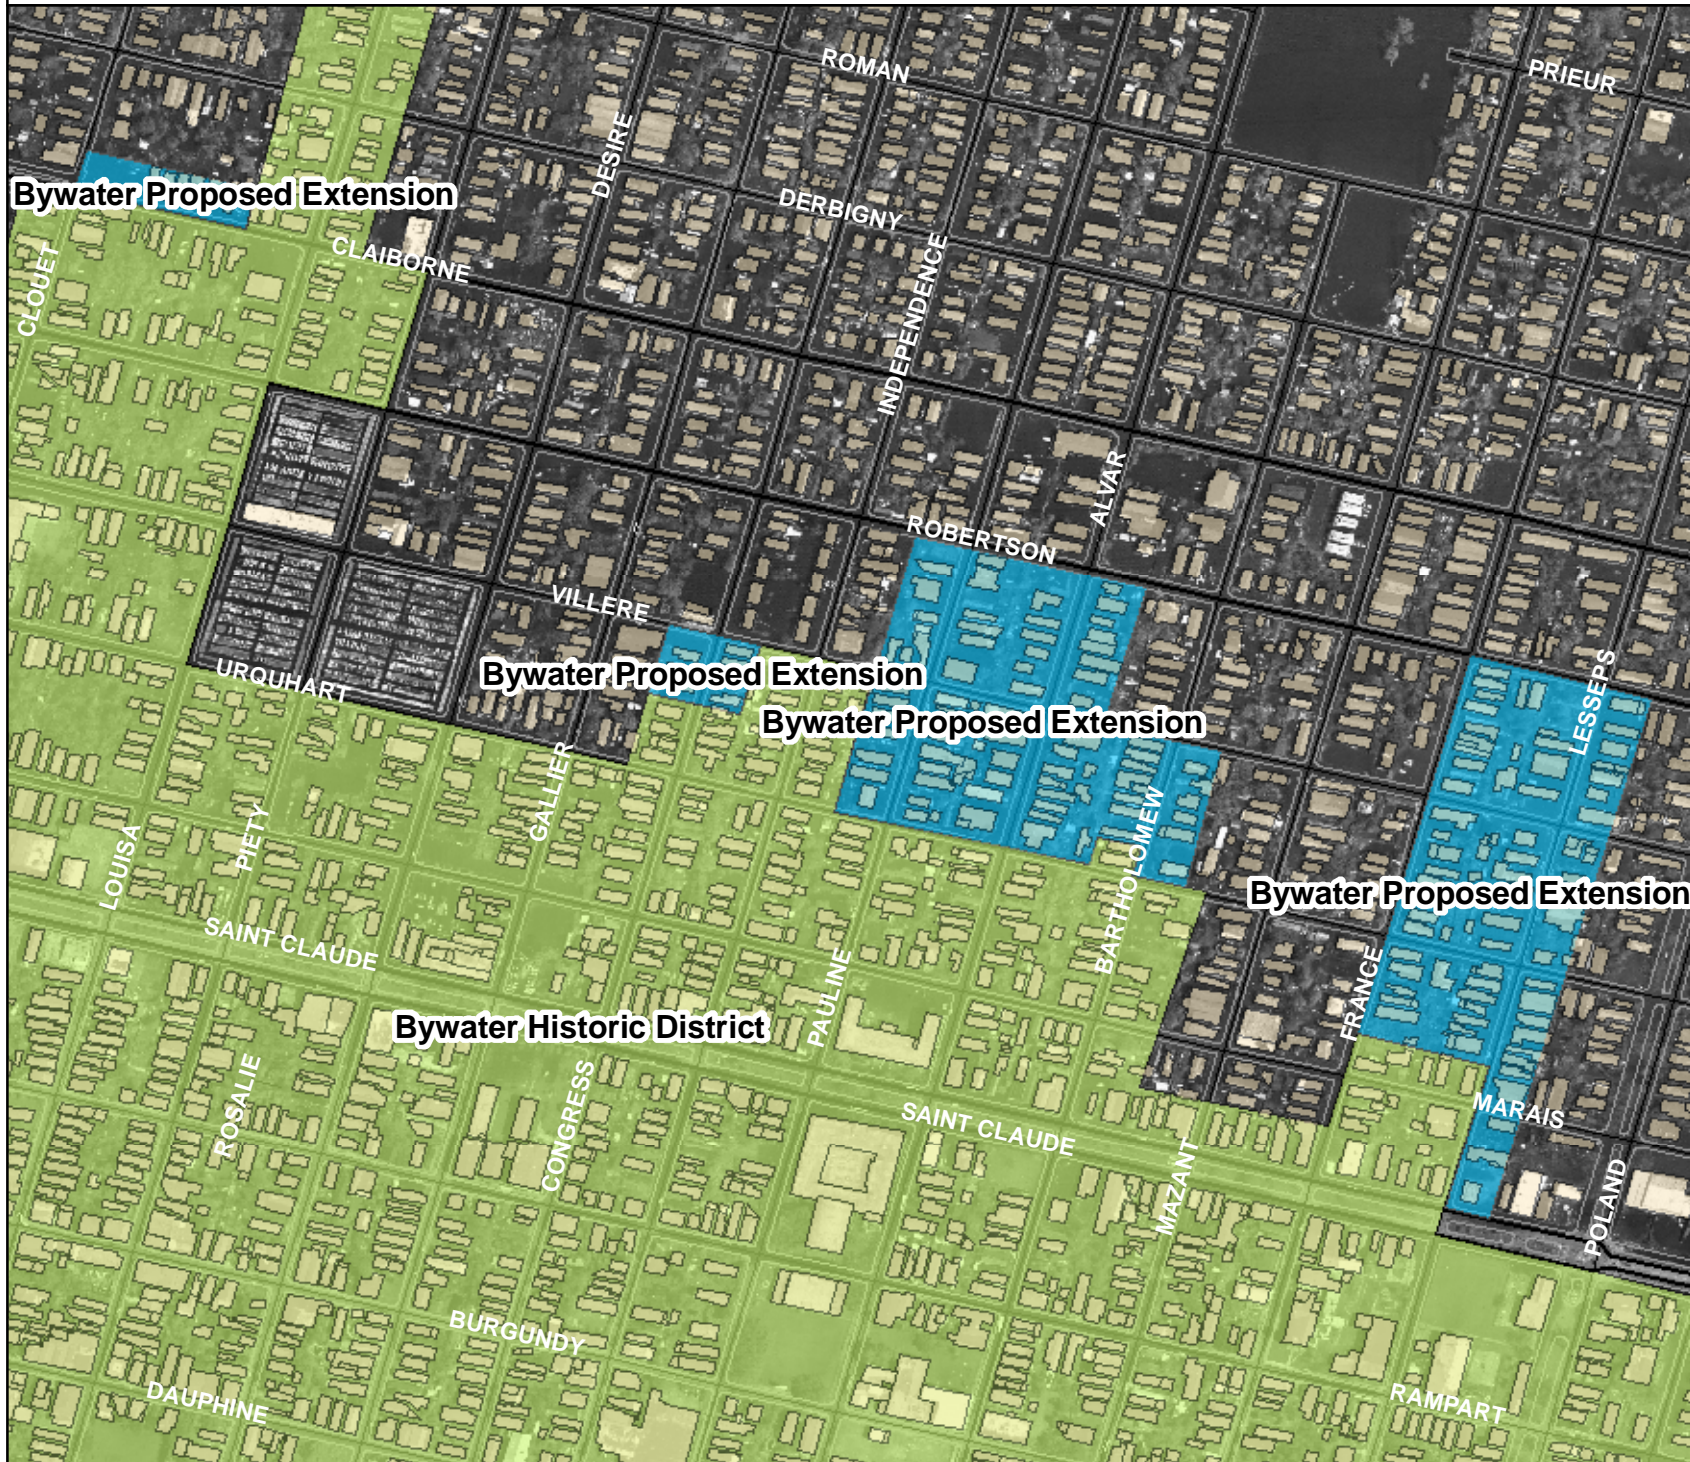 ROMAN
PRIEUR
DESIRE
Bywater Proposed Extension
DERBIGNY
CLAIBORNE
CLOUET
INDEPENDENCE
ALVAR
ROBERTSON
VILLERE
URQUHART
Bywater Proposed Extension
Bywater Proposed Extension
LESSEPS
GALLIER
LOUISA
PIETY
BARTHOLOMEW
Bywater Proposed Extension
SAINT CLAUDE
PAULINE
FRANCE
Bywater Historic District
ROSALIE
CONGRESS
SAINT CLAUDE
MARAIS
MAZANT
POLAND
BURGUNDY
DAUPHINE
RAMPART